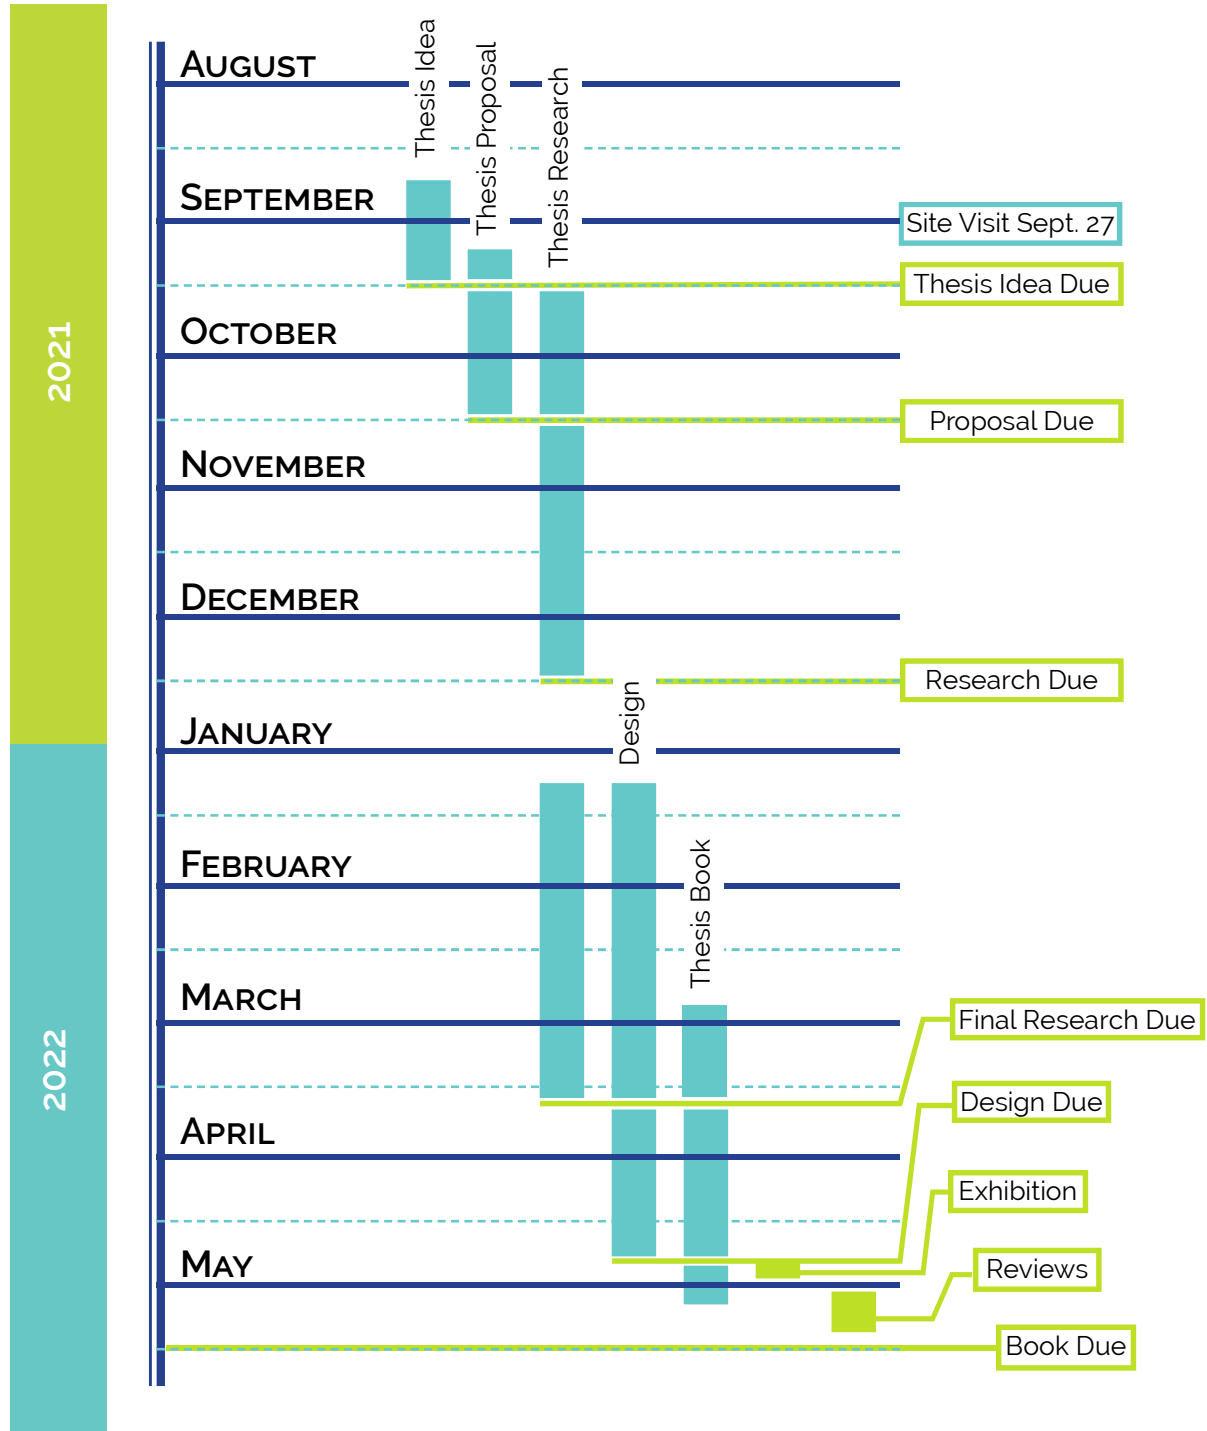 2021
2022
AUGUST
SEPTEMBER
OCTOBER
NOVEMBER
DECEMBER
JANUARY
FEBRUARY
MARCH
APRIL
MAY
Thesis Idea
Thesis Proposal
Thesis Research
Design
Thesis Book
Site Visit Sept. 27
Thesis Idea Due
Proposal Due
Research Due
Final Research Due
Design Due
Exhibition
Reviews
Book Due